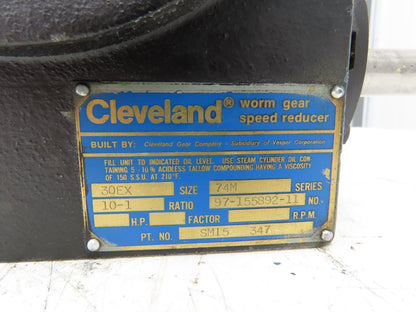 Cleveland® worm gear
speed reducer
BUILT BY: Cleveland Gear Company - Subsidiary of Vesper Corporation
FILL UNIT TO INDICATED OIL LEVEL. USE STEAM CYLINDER OIL CON-
TAINING 5 - 10 % ACIDLESS TALLOW COMPOUNDING HAVING A VISCOSITY
OF 150 S.S.U. AT 210°F.
30EX SIZE 74M SERIES
10-1 RATIO 97-155892-11 NO.
H.P. FACTOR R.P.M.
PT. NO. SM15 347